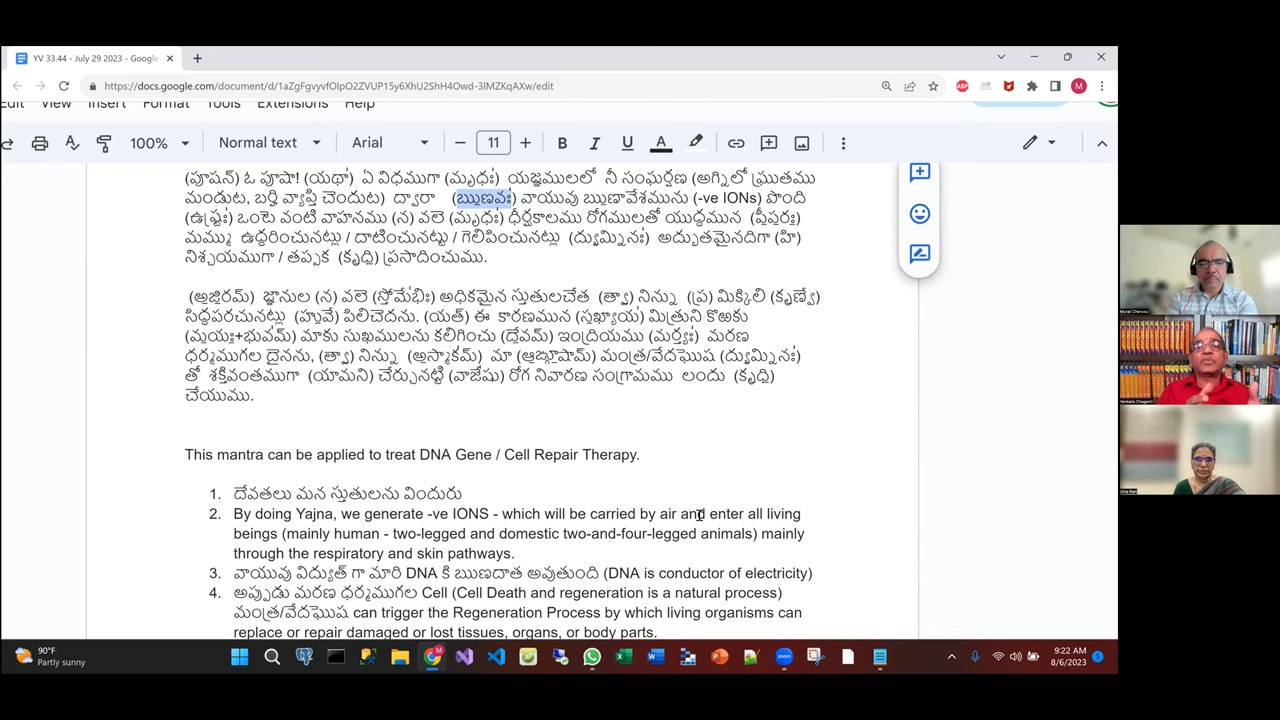 YV 33.44 - July 29 2023 - Google
https://docs.google.com/document/d/1aZgFgvyvfOlpO2ZVUP15y6XhU2ShH4Owd-3IMZKqAXw/edit
Edit View Insert Format Tools Extensions Help
100% Normal text Arial 11
(పూషన్) ఓ పూషా! (యథా) ఏ విధముగా (మృధః) యజ్ఞములలో నీ సంఘర్షణ (అగ్నిలో ఘ్రుతము
మండుట, బర్హి వ్యాప్తి చెందుట) ద్వారా (ఋణవః) వాయువు ఋణావేశమును (-ve IONs) పొంది
(ఉష్ట్రః) ఒంటె వంటి వాహనము (న) వలె (మృధః) ధీర్ఘకాలము రోగములతో యుద్ధమున (పీపరః)
మమ్ము ఉద్ధరించునట్లు / దాటించునట్టు / గెలిపించునట్లు (ద్యుమ్నినః) అద్భుతమైనదిగా (హి)
నిశ్చయముగా / తప్పక (కృధి) ప్రసాదించుము.
(అజిరమ్) జ్ఞానుల (న) వలె (స్తోమేభిః) అధికమైన స్తుతులచేత (త్వా) నిన్ను (ప్ర) మిక్కిలి (కృణ్వే)
సిద్ధపరచునట్లు (హువే) పిలిచెదను. (యత్) ఈ కారణమున (సఖ్యాయ) మిత్రుని కొఱకు
(మయః+భువమ్) మాకు సుఖములను కలిగించు (దేవమ్) ఇంద్రియము (మర్త్యః) మరణ
ధర్మముగల దైనను, (త్వా) నిన్ను (అస్మాకమ్) మా (ఆఙ్గూషామ్) మంత్ర/వేదఘోష (ద్యుమ్నినః)
తో శక్తివంతముగా (యామని) చేర్చునట్టి (వాజేషు) రోగ నివారణ సంగ్రామము లందు (కృధి)
చేయుము.
This mantra can be applied to treat DNA Gene / Cell Repair Therapy.
1. దేవతలు మన స్తుతులను విందురు
2. By doing Yajna, we generate -ve IONS - which will be carried by air and enter all living
beings (mainly human - two-legged and domestic two-and-four-legged animals) mainly
through the respiratory and skin pathways.
3. వాయువు విద్యుత్ గా మారి DNA కి ఋణదాత అవుతుంది (DNA is conductor of electricity)
4. అప్పుడు మరణ ధర్మముగల Cell (Cell Death and regeneration is a natural process)
మంత్ర/వేదఘోష can trigger the Regeneration Process by which living organisms can
replace or repair damaged or lost tissues, organs, or body parts.
Murali Cheruvu
Venkata Chaganti
Uma Rani
90°F
Partly sunny
9:22 AM
8/6/2023